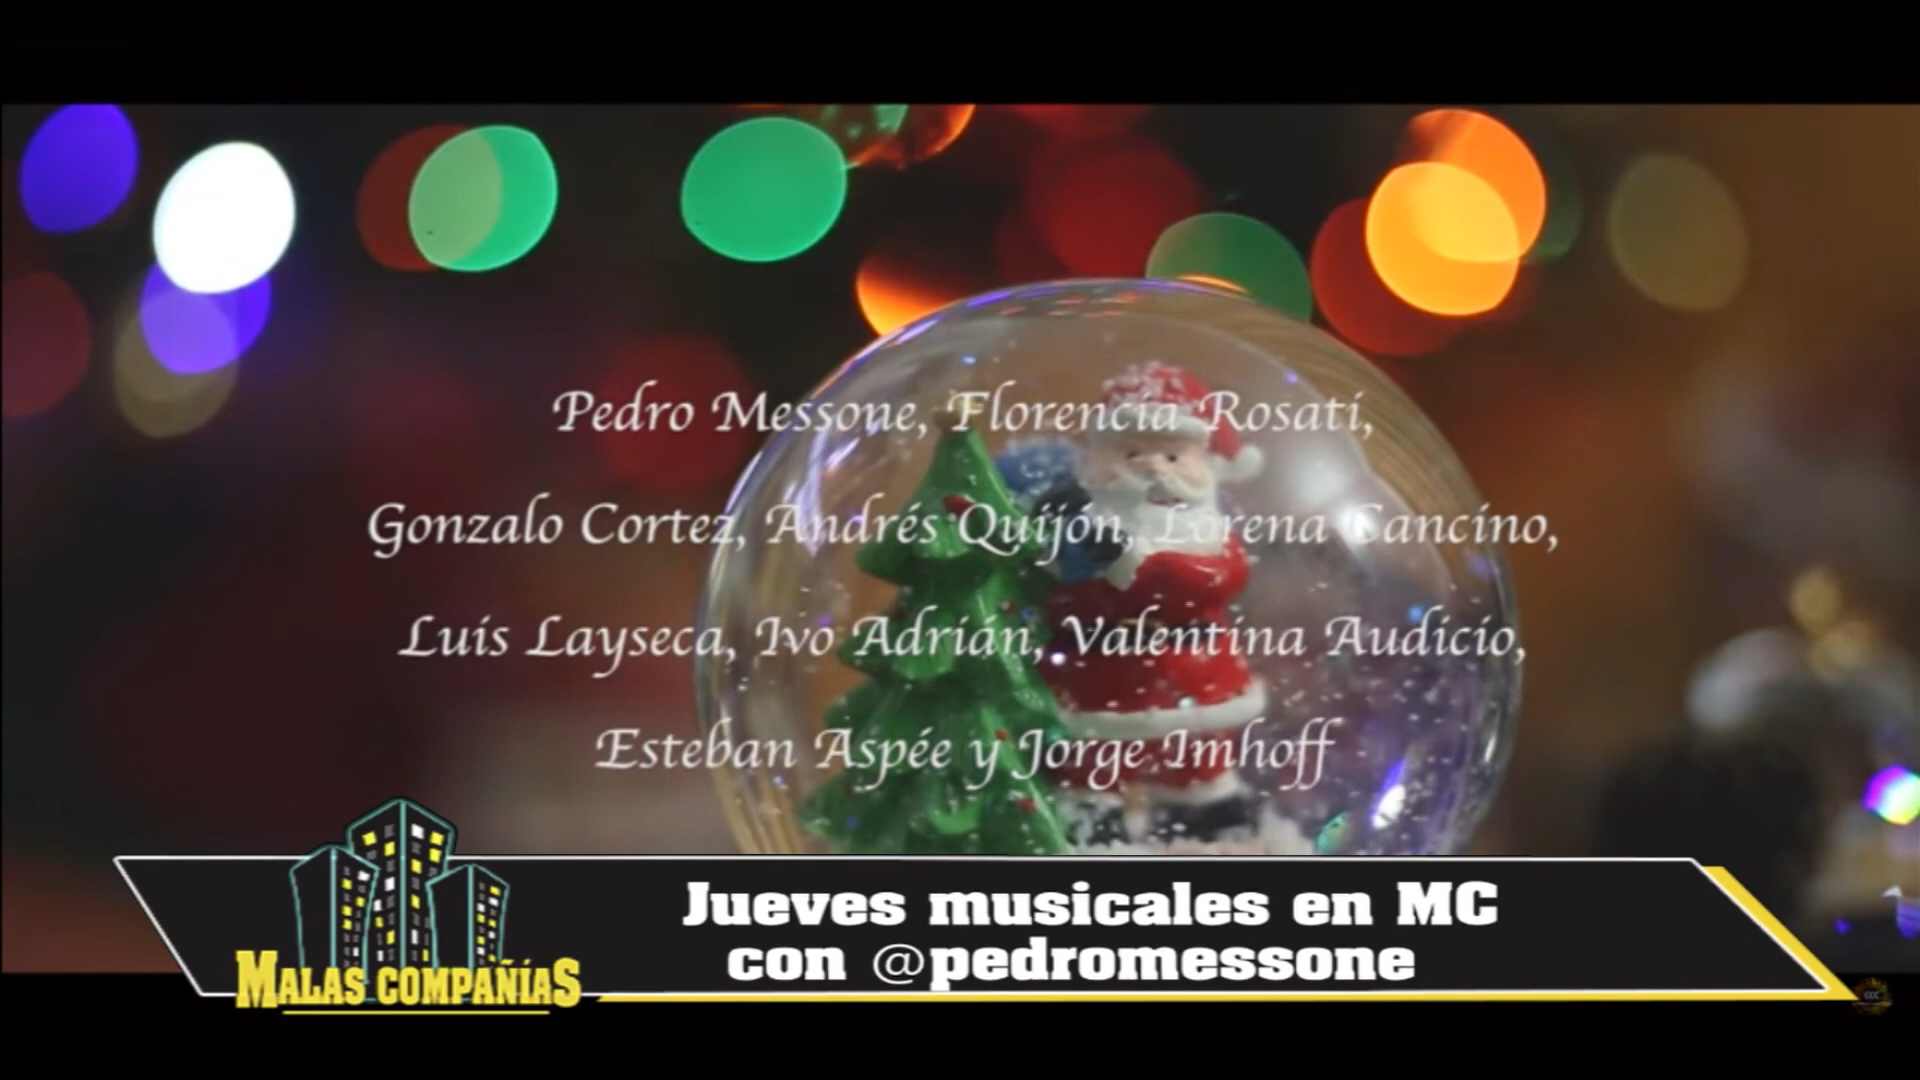 Pedro Messone, Florencia Rosati,
Gonzalo Cortez, Andrés Quijón, Lorena Cancino,
Luis Layseca, Ivo Adrián, Valentina Audicio,
Esteban Aspée y Jorge Imhoff
Jueves musicales en MC
con @pedromessone
MALAS COMPAÑÍAS